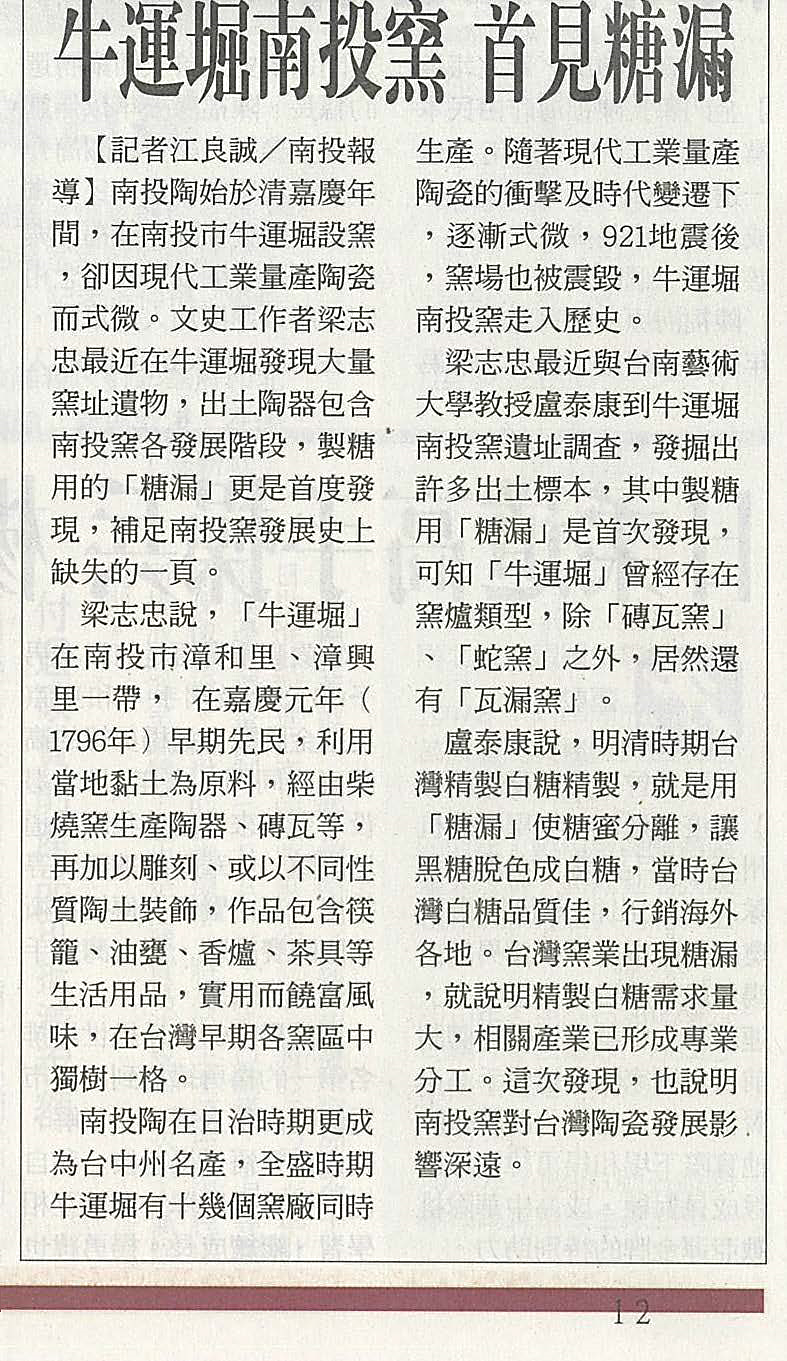 牛運堀南投窯 首見糖漏
【記者江良誠／南投報
導】南投陶始於清嘉慶年
間，在南投市牛運堀設窯
，卻因現代工業量產陶瓷
而式微。文史工作者梁志
忠最近在牛運堀發現大量
窯址遺物，出土陶器包含
南投窯各發展階段，製糖
用的「糖漏」更是首度發
現，補足南投窯發展史上
缺失的一頁。
梁志忠說，「牛運堀」
在南投市漳和里、漳興
里一帶， 在嘉慶元年（
1796年）早期先民，利用
當地黏土為原料，經由柴
燒窯生產陶器、磚瓦等，
再加以雕刻、或以不同性
質陶土裝飾，作品包含筷
籠、油甕、香爐、茶具等
生活用品，實用而饒富風
味，在台灣早期各窯區中
獨樹一格。
南投陶在日治時期更成
為台中州名產，全盛時期
牛運堀有十幾個窯廠同時
生產。隨著現代工業量產
陶瓷的衝擊及時代變遷下
，逐漸式微，921地震後
，窯場也被震毀，牛運堀
南投窯走入歷史。
梁志忠最近與台南藝術
大學教授盧泰康到牛運堀
南投窯遺址調查，發掘出
許多出土標本，其中製糖
用「糖漏」是首次發現，
可知「牛運堀」曾經存在
窯爐類型，除「磚瓦窯」
、「蛇窯」之外，居然還
有「瓦漏窯」。
盧泰康說，明清時期台
灣精製白糖精製，就是用
「糖漏」使糖蜜分離，讓
黑糖脫色成白糖，當時台
灣白糖品質佳，行銷海外
各地。台灣窯業出現糖漏
，就說明精製白糖需求量
大，相關產業已形成專業
分工。這次發現，也說明
南投窯對台灣陶瓷發展影
響深遠。
12